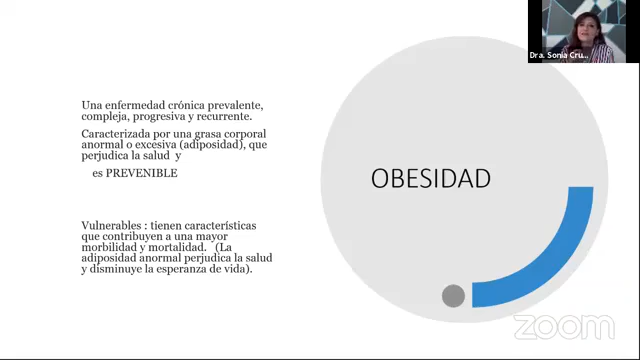 Una enfermedad crónica prevalente,
compleja, progresiva y recurrente.
Caracterizada por una grasa corporal
anormal o excesiva (adiposidad), que
perjudica la salud y
es PREVENIBLE
Vulnerables : tienen características
que contribuyen a una mayor
morbilidad y mortalidad. (La
adiposidad anormal perjudica la salud
y disminuye la esperanza de vida).
OBESIDAD
Dra. Sonia Cru...
zoom